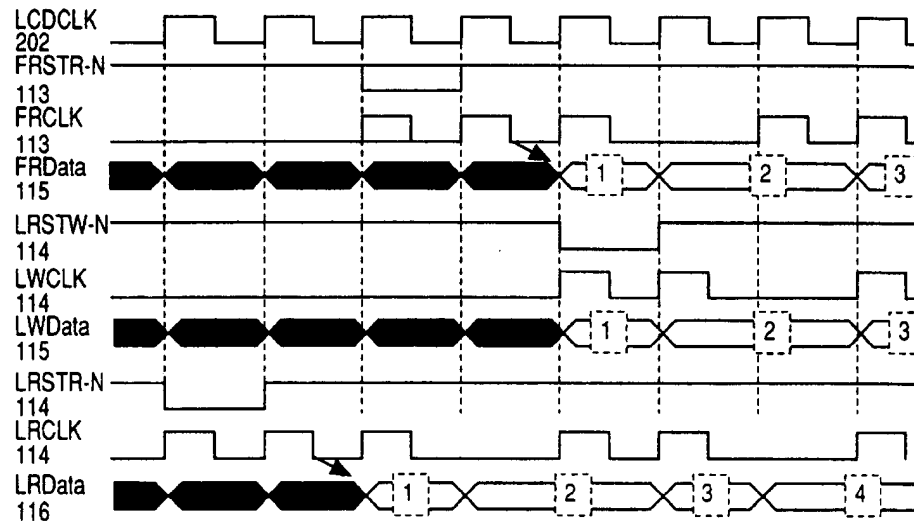 LCDCLK
202
FRSTR-N
113
FRCLK
113
FRData 1 2 3
115
LRSTW-N
114
LWCLK
114
LWData 1 2 3
115
LRSTR-N
114
LRCLK
114
LRData 1 2 3 4
116